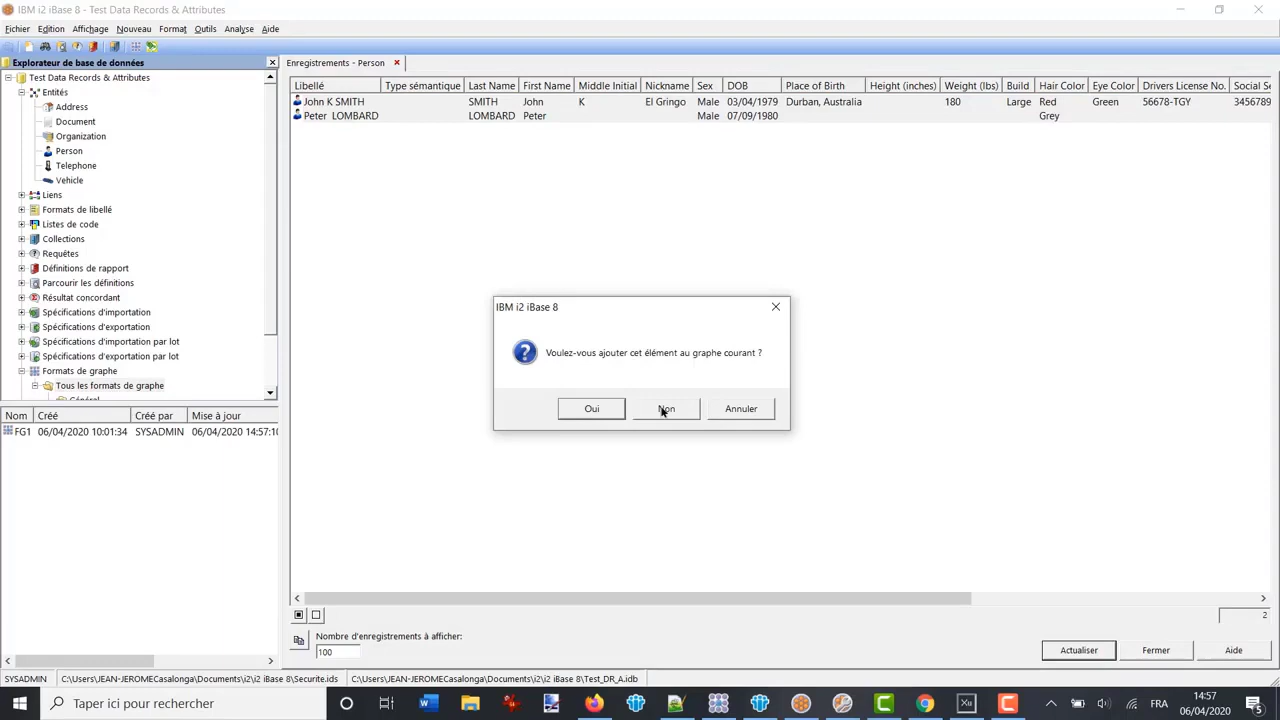 IBM i2 iBase 8 - Test Data Records & Attributes
Fichier Edition Affichage Nouveau Format Outils Analyse Aide
Explorateur de base de données
Test Data Records & Attributes
Entités
Address
Document
Organization
Person
Telephone
Vehicle
Liens
Formats de libellé
Listes de code
Collections
Requêtes
Définitions de rapport
Parcourir les définitions
Résultat concordant
Spécifications d'importation
Spécifications d'exportation
Spécifications d'importation par lot
Spécifications d'exportation par lot
Formats de graphe
Tous les formats de graphe
Général
Nom Créé Créé par Mise à jour
FG1 06/04/2020 10:01:34 SYSADMIN 06/04/2020 14:57:10
Enregistrements - Person
Libellé Type sémantique Last Name First Name Middle Initial Nickname Sex DOB Place of Birth Height (inches) Weight (lbs) Build Hair Color Eye Color Drivers License No. Social Se
John K SMITH SMITH John K El Gringo Male 03/04/1979 Durban, Australia 180 Large Red Green 56678-TGY 3456789
Peter LOMBARD LOMBARD Peter Male 07/09/1980 Grey
IBM i2 iBase 8
Voulez-vous ajouter cet élément au graphe courant ?
Oui Non Annuler
2
Nombre d'enregistrements à afficher:
100
Actualiser Fermer Aide
SYSADMIN C:\Users\JEAN-JEROMECasalonga\Documents\i2\i2 iBase 8\Securite.ids C:\Users\JEAN-JEROMECasalonga\Documents\i2\i2 iBase 8\Test_DR_A.idb
Taper ici pour rechercher
Xu
FRA
14:57
06/04/2020
5